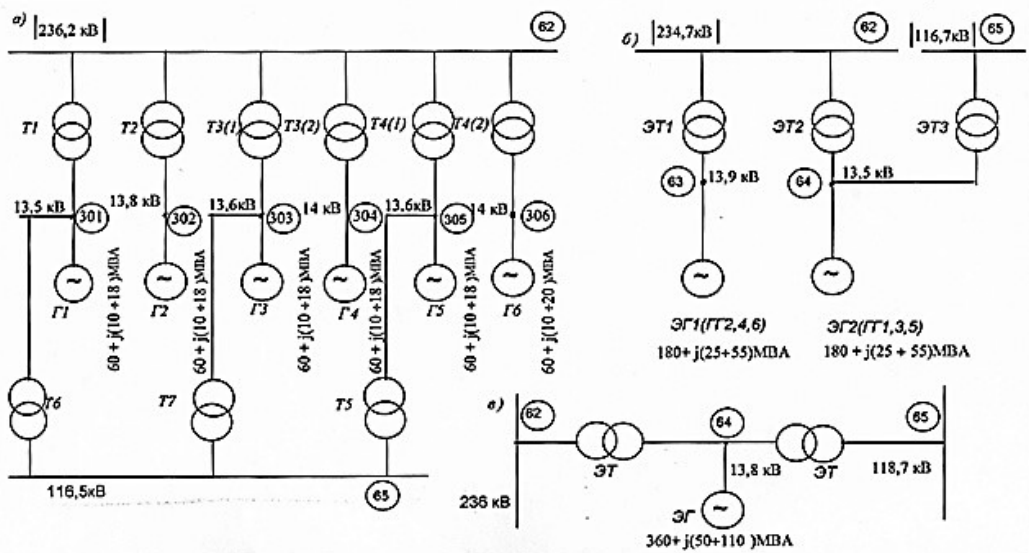 а)
|236,2 кВ|
62
Т1
Т2
Т3(1)
Т3(2)
Т4(1)
Т4(2)
13,5 кВ
301
13,8 кВ
302
13,6кВ
303
14 кВ
304
13,6кВ
305
14 кВ
306
~
~
~
~
~
~
Г1
Г2
Г3
Г4
Г5
Г6
60 + j(10 +18 )МВА
60 + j(10 +18 )МВА
60 + j(10 +18 )МВА
60 + j(10 +18 )МВА
60 + j(10 +18 )МВА
60 + j(10 +20 )МВА
Т6
Т7
Т5
116,5кВ
65
б)
|234,7кВ|
62
|116,7кВ|
65
ЭТ1
ЭТ2
ЭТ3
63
13,9 кВ
64
13,5 кВ
~
~
ЭГ1(ГГ2,4,6)
ЭГ2(ГГ1,3,5)
180+ j(25+55)МВА
180 + j(25 + 55)МВА
в)
62
64
65
ЭТ
13,8 кВ
ЭТ
118,7 кВ
236 кВ
ЭГ
~
360+ j(50+110 )МВА